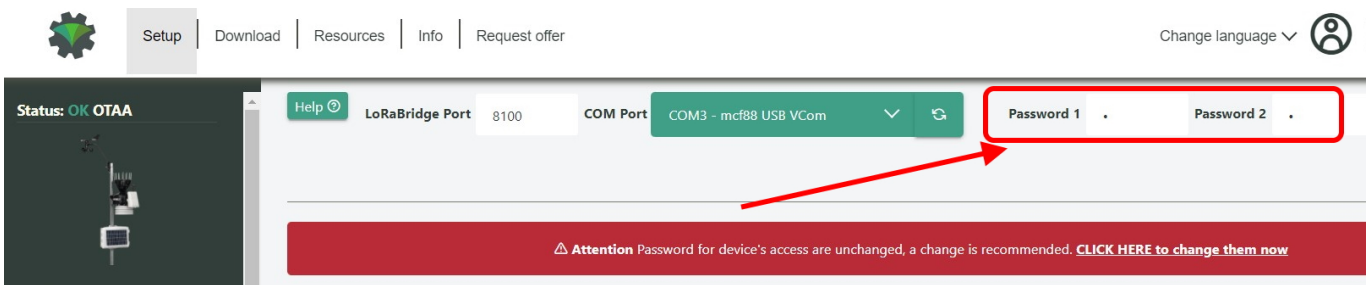 Setup Download Resources Info Request offer Change language
Status: OK OTAA
Help LoRaBridge Port 8100 COM Port COM3 - mcf88 USB VCom Password 1 Password 2
Attention Password for device's access are unchanged, a change is recommended. CLICK HERE to change them now